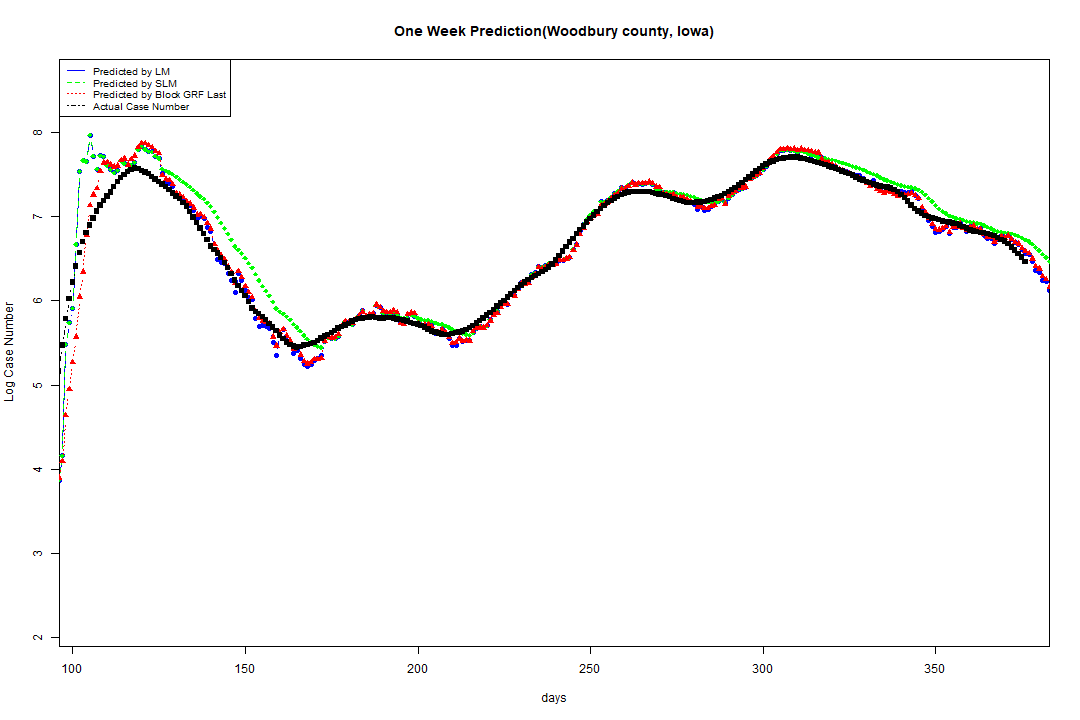 One Week Prediction(Woodbury county, Iowa)
Predicted by LM
Predicted by SLM
Predicted by Block GRF Last
Actual Case Number
8
7
6
5
4
3
2
Log Case Number
100 150 200 250 300 350
days